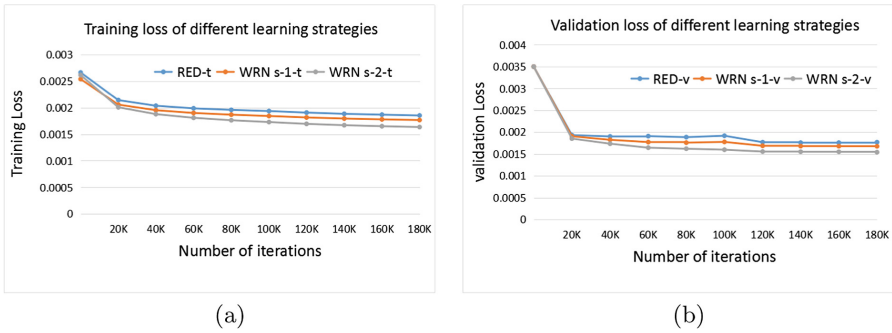 Training loss of different learning strategies
RED-t WRN s-1-t WRN s-2-t
Training Loss
0.003
0.0025
0.002
0.0015
0.001
0.0005
0
20K 40K 60K 80K 100K 120K 140K 160K 180K
Number of iterations
(a)
Validation loss of different learning strategies
RED-v WRN s-1-v WRN s-2-v
validation Loss
0.004
0.0035
0.003
0.0025
0.002
0.0015
0.001
0.0005
0
20K 40K 60K 80K 100K 120K 140K 160K 180K
Number of iterations
(b)